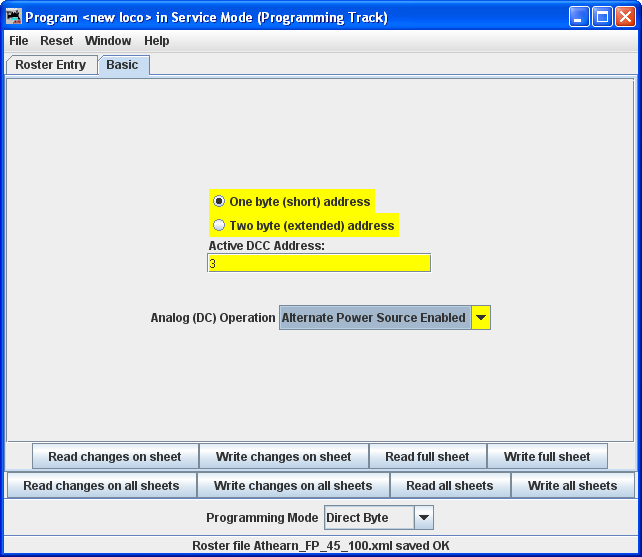 Program <new loco> in Service Mode (Programming Track)
File Reset Window Help
Roster Entry Basic
One byte (short) address
Two byte (extended) address
Active DCC Address:
3
Analog (DC) Operation Alternate Power Source Enabled
Read changes on sheet Write changes on sheet Read full sheet Write full sheet
Read changes on all sheets Write changes on all sheets Read all sheets Write all sheets
Programming Mode Direct Byte
Roster file Athearn_FP_45_100.xml saved OK